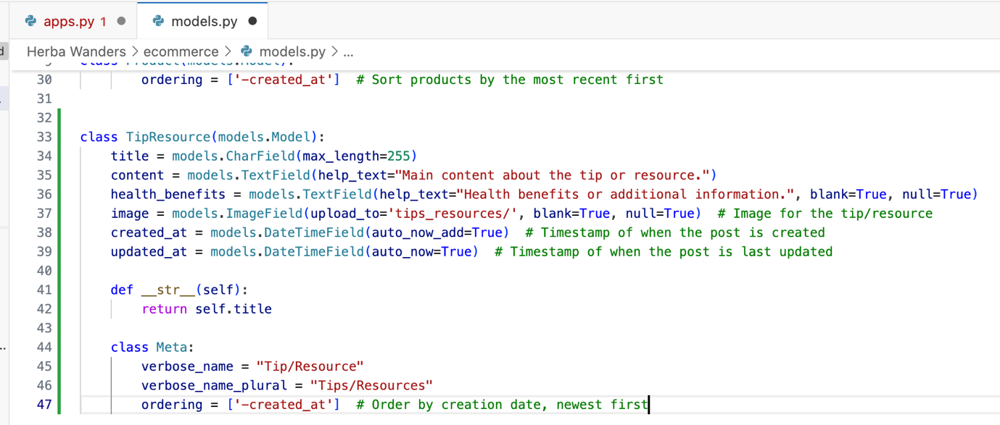 apps.py 1
models.py
Herba Wanders > ecommerce > models.py > ...
class Product(models.Model):
30 ordering = ['-created_at']  # Sort products by the most recent first
31
32
33 class TipResource(models.Model):
34     title = models.CharField(max_length=255)
35     content = models.TextField(help_text="Main content about the tip or resource.")
36     health_benefits = models.TextField(help_text="Health benefits or additional information.", blank=True, null=True)
37     image = models.ImageField(upload_to='tips_resources/', blank=True, null=True)  # Image for the tip/resource
38     created_at = models.DateTimeField(auto_now_add=True)  # Timestamp of when the post is created
39     updated_at = models.DateTimeField(auto_now=True)  # Timestamp of when the post is last updated
40
41     def __str__(self):
42         return self.title
43
44     class Meta:
45         verbose_name = "Tip/Resource"
46         verbose_name_plural = "Tips/Resources"
47         ordering = ['-created_at']  # Order by creation date, newest first